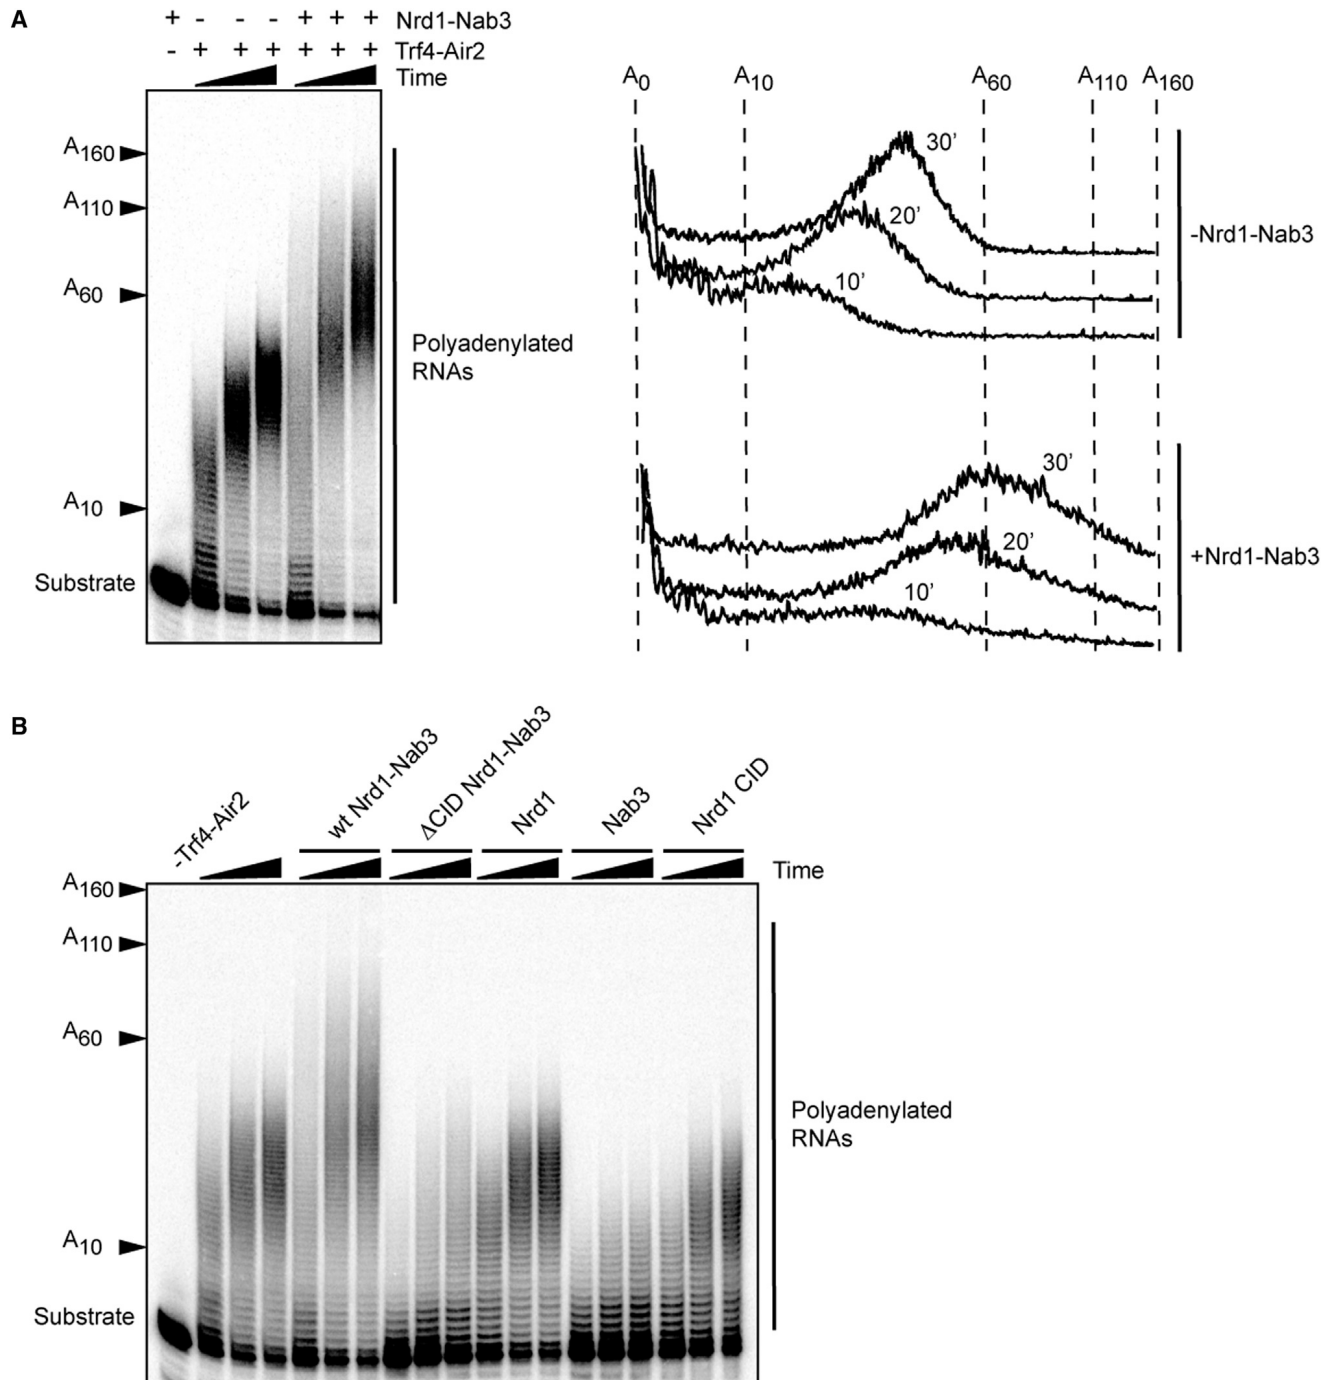 A
+ - - - + + + Nrd1-Nab3
- + + + + + + Trf4-Air2
Time
A160
A110
A60
A10
Substrate
Polyadenylated
RNAs
A0 A10 A60 A110 A160
30'
20'
10'
-Nrd1-Nab3
30'
20'
10'
+Nrd1-Nab3
B
-Trf4-Air2
wt Nrd1-Nab3
ΔCID Nrd1-Nab3
Nrd1
Nab3
Nrd1 CID
Time
A160
A110
A60
A10
Substrate
Polyadenylated
RNAs